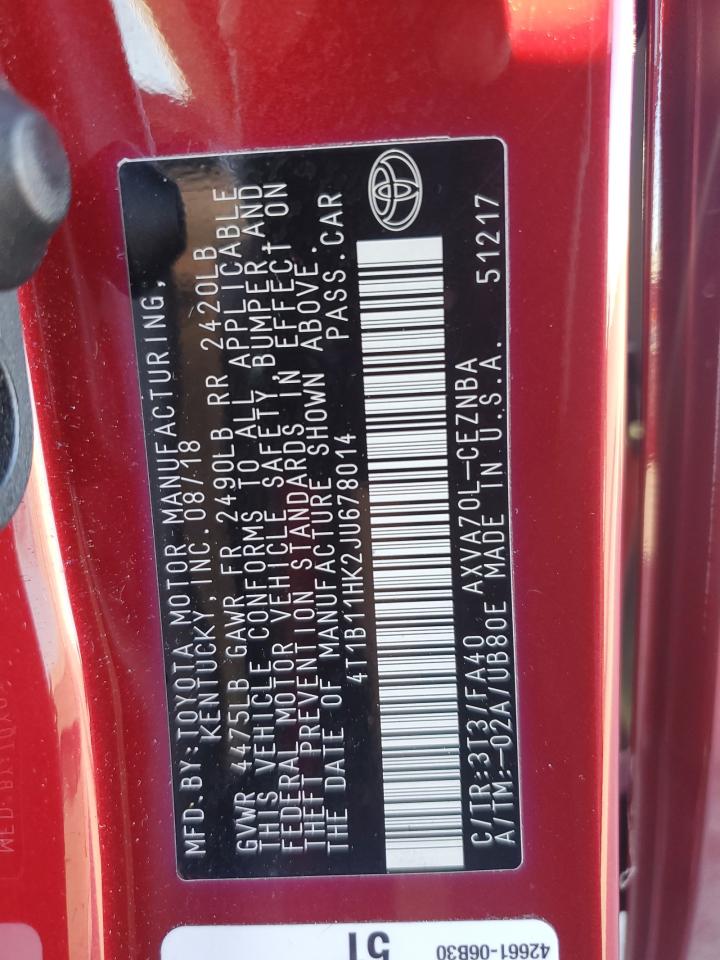 MFD. BY: TOYOTA MOTOR MANUFACTURING,
KENTUCKY, INC. 08/18
GVWR 4475LB GAWR FR 2490LB RR 2420LB
THIS VEHICLE CONFORMS TO ALL APPLICABLE
FEDERAL MOTOR VEHICLE SAFETY, BUMPER, AND
THEFT PREVENTION STANDARDS IN EFFECT ON
THE DATE OF MANUFACTURE SHOWN ABOVE.
4T1B11HK2JU678014 PASS. CAR
C/TR:3T3/FA40 AXVA70L-CEZNBA 51217
A/TM:-02A/UB80E MADE IN U.S.A.
42661-06B30
51